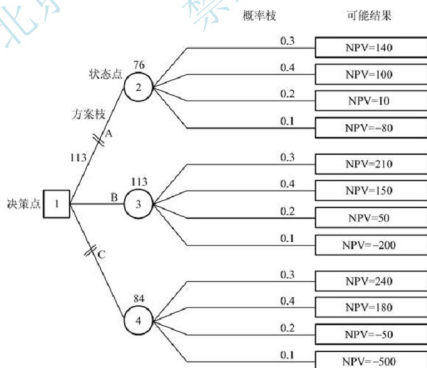 北京
禁
概率枝 可能结果
0.3 NPV=140
76
状态点 0.4 NPV=100
2
0.2 NPV=10
方案枝
0.1 NPV=-80
A
113
0.3 NPV=210
113
0.4 NPV=150
决策点 1 B 3
0.2 NPV=50
0.1 NPV=-200
C
0.3 NPV=240
84
0.4 NPV=180
4
0.2 NPV=-50
0.1 NPV=-500